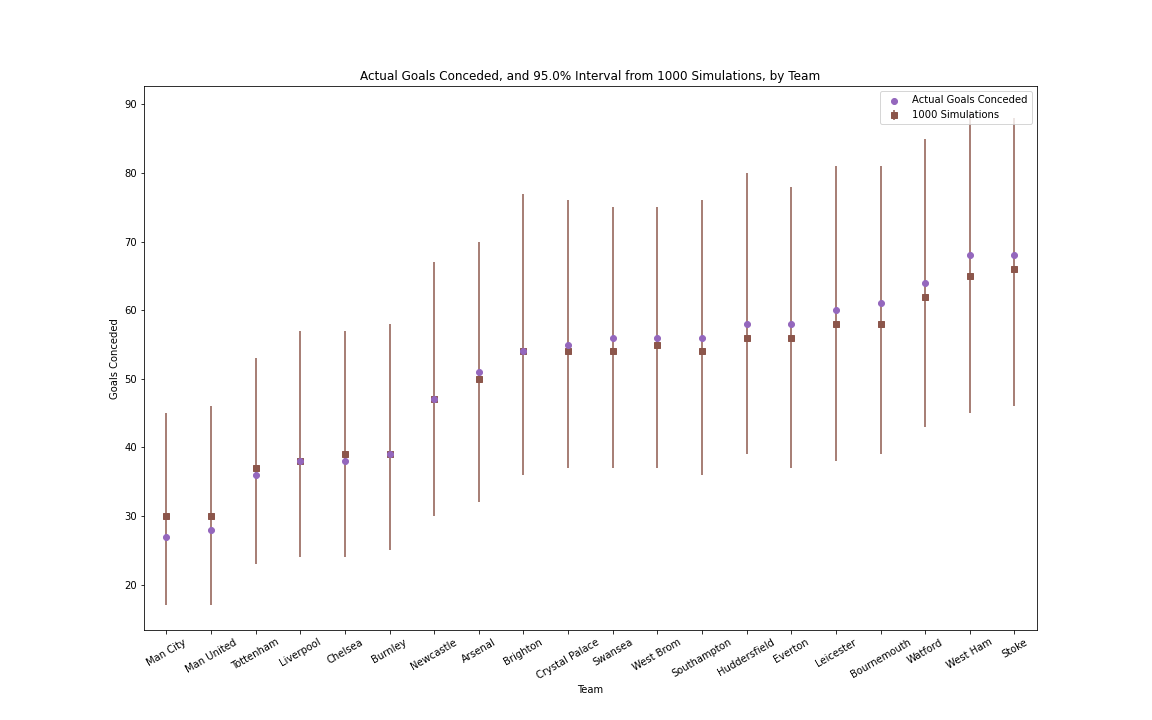 Actual Goals Conceded, and 95.0% Interval from 1000 Simulations, by Team
Actual Goals Conceded
1000 Simulations
90
80
70
60
50
40
30
20
Goals Conceded
Man City
Man United
Tottenham
Liverpool
Chelsea
Burnley
Newcastle
Arsenal
Brighton
Crystal Palace
Swansea
West Brom
Southampton
Huddersfield
Everton
Leicester
Bournemouth
Watford
West Ham
Stoke
Team